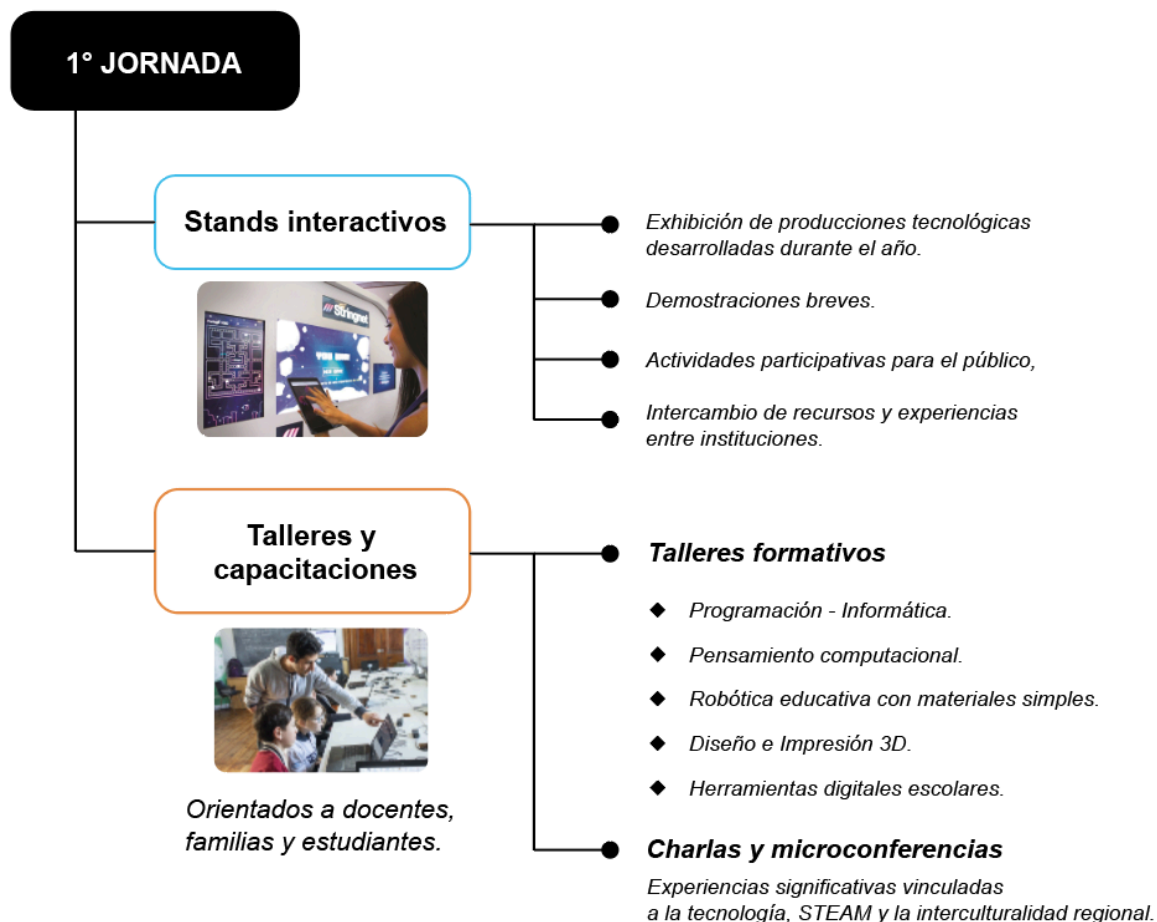 1° JORNADA
Stands interactivos
Stringnet
Exhibición de producciones tecnológicas
desarrolladas durante el año.
Demostraciones breves.
Actividades participativas para el público,
Intercambio de recursos y experiencias
entre instituciones.
Talleres y
capacitaciones
Orientados a docentes,
familias y estudiantes.
Talleres formativos
Programación - Informática.
Pensamiento computacional.
Robótica educativa con materiales simples.
Diseño e Impresión 3D.
Herramientas digitales escolares.
Charlas y microconferencias
Experiencias significativas vinculadas
a la tecnología, STEAM y la interculturalidad regional.